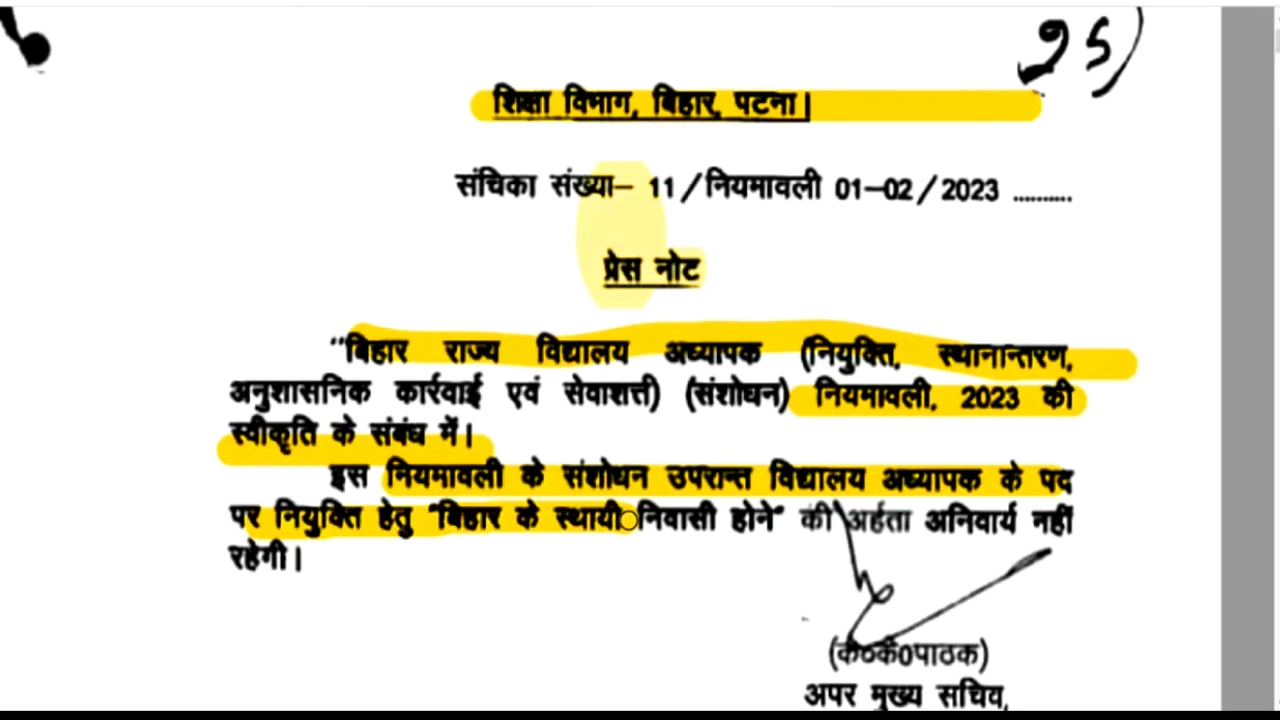 25)
शिक्षा विभाग, बिहार, पटना।
संचिका संख्या– 11/नियमावली 01–02/2023 ..........
प्रेस नोट
"बिहार राज्य विद्यालय अध्यापक (नियुक्ति, स्थानान्तरण,
अनुशासनिक कार्रवाई एवं सेवाशर्त्त) (संशोधन) नियमावली, 2023 की
स्वीकृति के संबंध में।
इस नियमावली के संशोधन उपरान्त विद्यालय अध्यापक के पद
पर नियुक्ति हेतु "बिहार के स्थायी निवासी होने" की अर्हता अनिवार्य नहीं
रहेगी।
(के०के०पाठक)
अपर मुख्य सचिव,